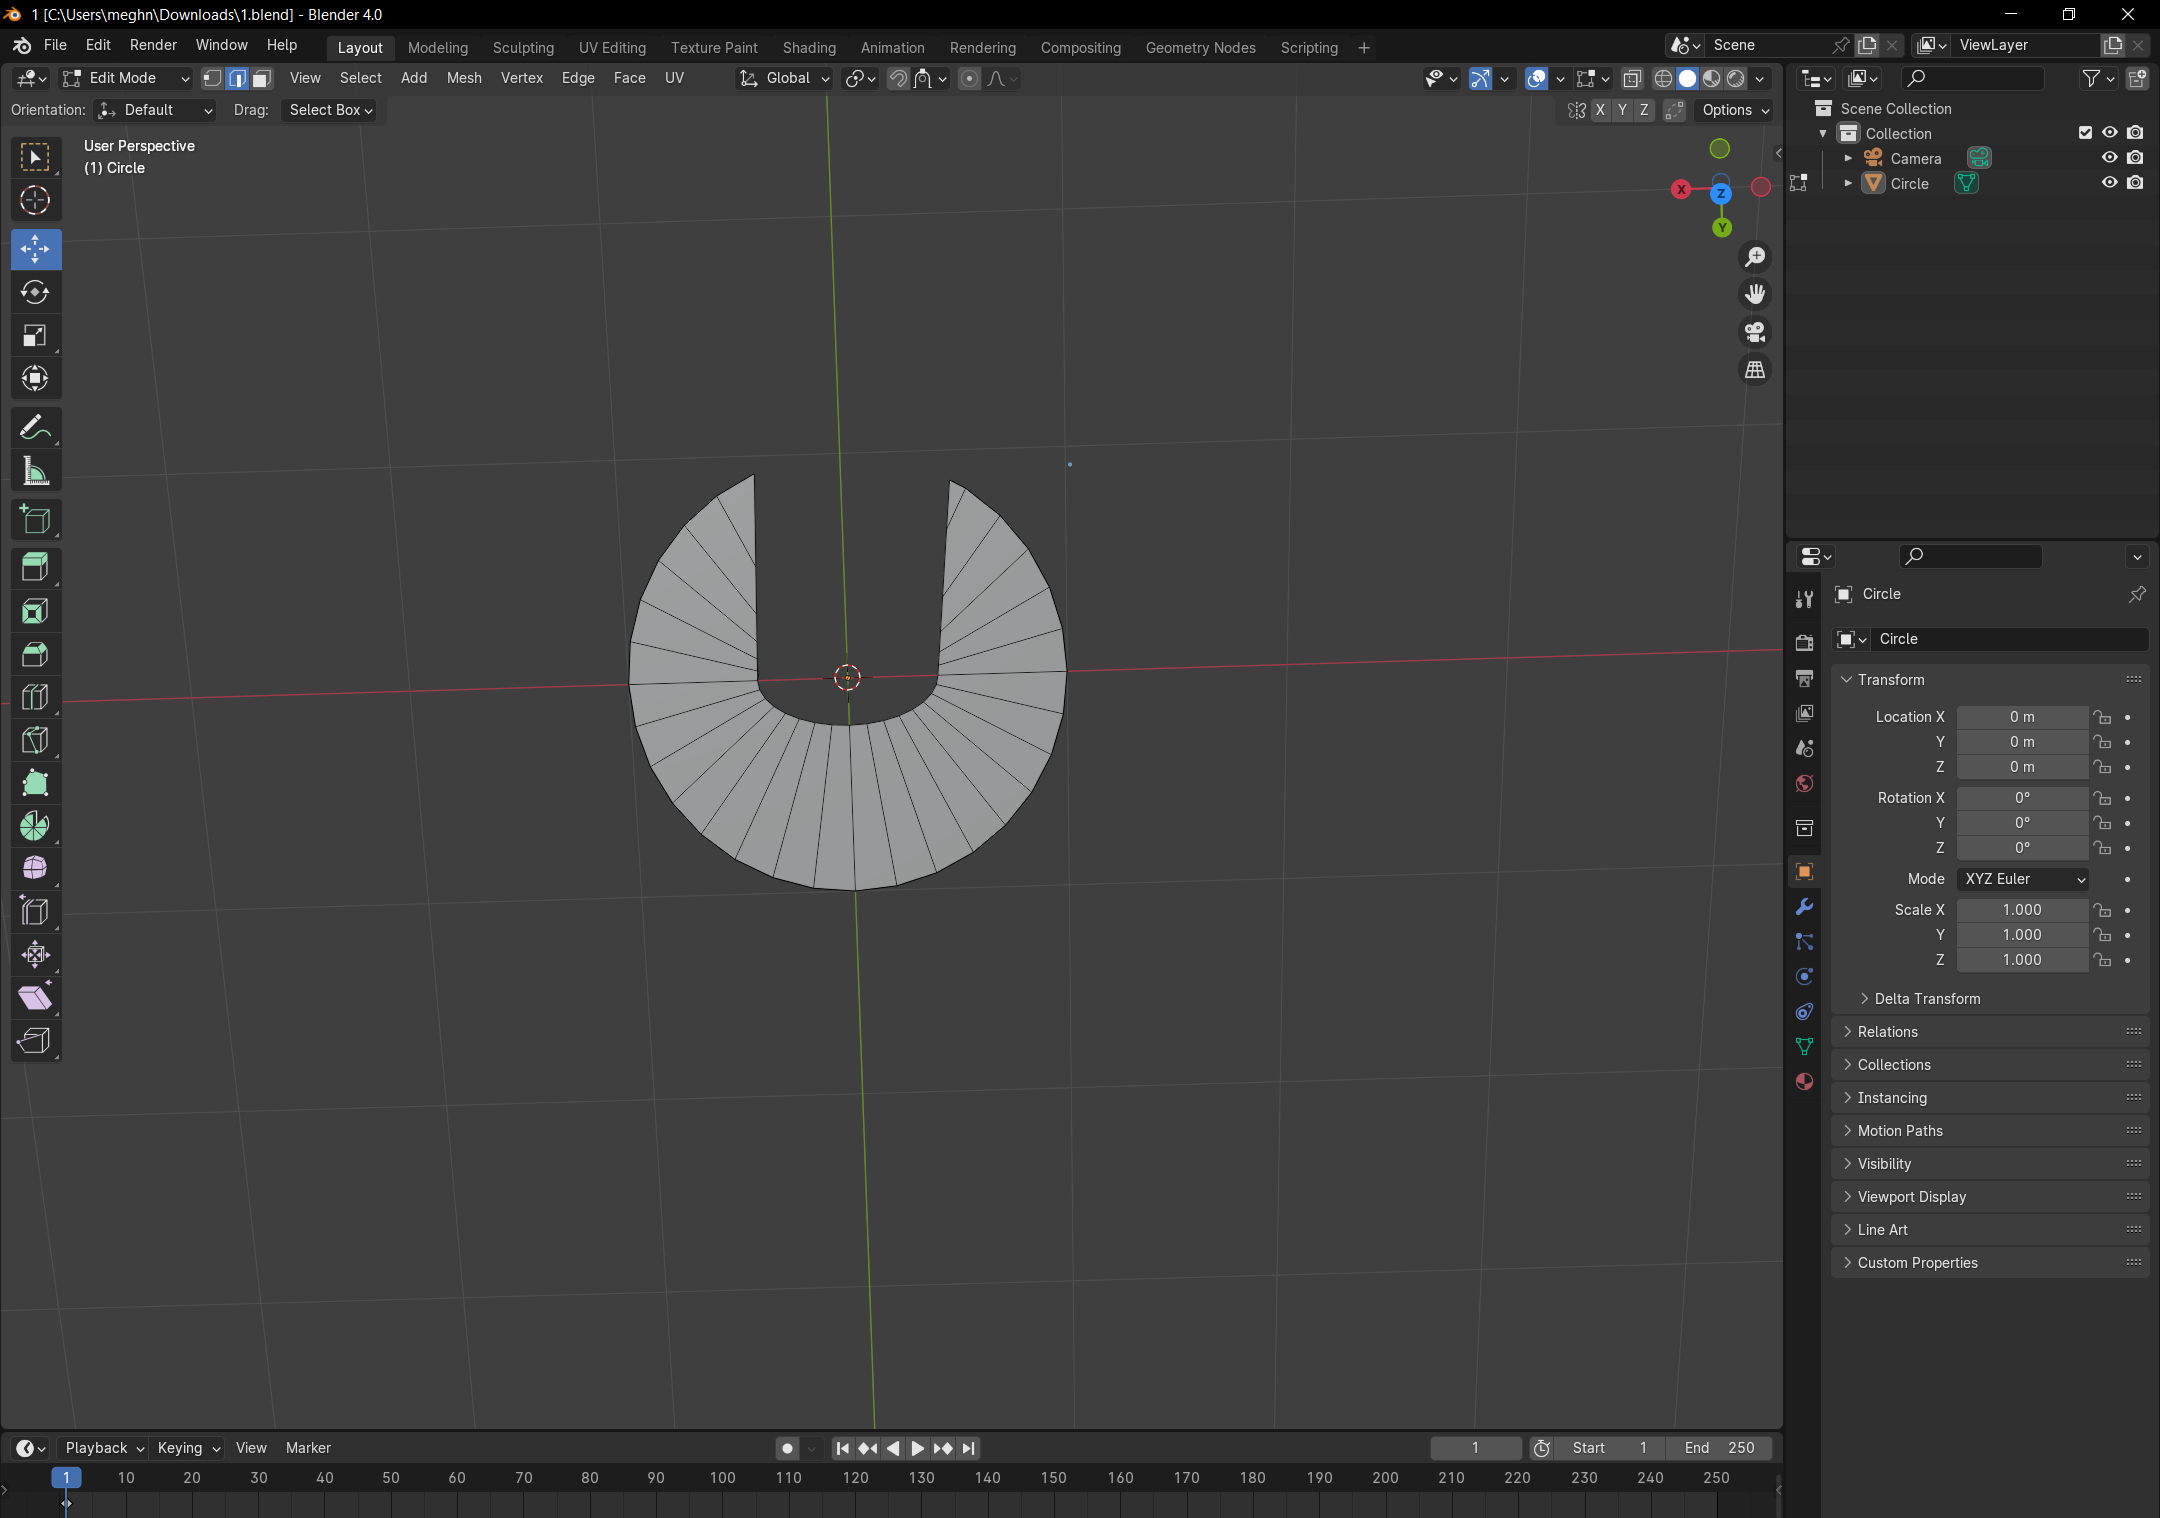 1 [C:\Users\meghn\Downloads\1.blend] - Blender 4.0
File Edit Render Window Help Layout Modeling Sculpting UV Editing Texture Paint Shading Animation Rendering Compositing Geometry Nodes Scripting + Scene ViewLayer
Edit Mode View Select Add Mesh Vertex Edge Face UV Global
Orientation: Default Drag: Select Box X Y Z Options
User Perspective
(1) Circle
X
Z
Y
Scene Collection
Collection
Camera
Circle
Circle
Circle
Transform
Location X 0 m
Y 0 m
Z 0 m
Rotation X 0°
Y 0°
Z 0°
Mode XYZ Euler
Scale X 1.000
Y 1.000
Z 1.000
Delta Transform
Relations
Collections
Instancing
Motion Paths
Visibility
Viewport Display
Line Art
Custom Properties
Playback Keying View Marker 1 Start 1 End 250
1 10 20 30 40 50 60 70 80 90 100 110 120 130 140 150 160 170 180 190 200 210 220 230 240 250